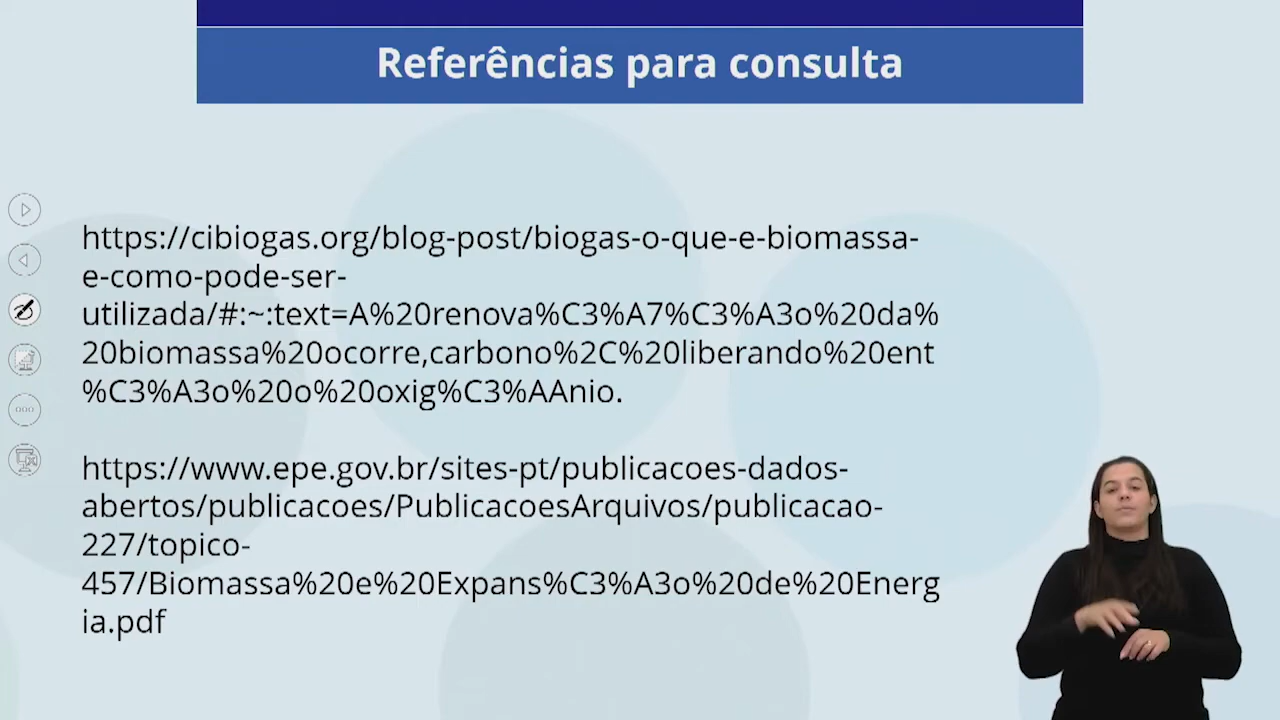 Referências para consulta
https://cibiogas.org/blog-post/biogas-o-que-e-biomassa-
e-como-pode-ser-
utilizada/#:~:text=A%20renova%C3%A7%C3%A3o%20da%
20biomassa%20ocorre,carbono%2C%20liberando%20ent
%C3%A3o%20o%20oxig%C3%AAnio.
https://www.epe.gov.br/sites-pt/publicacoes-dados-
abertos/publicacoes/PublicacoesArquivos/publicacao-
227/topico-
457/Biomassa%20e%20Expans%C3%A3o%20de%20Energ
ia.pdf